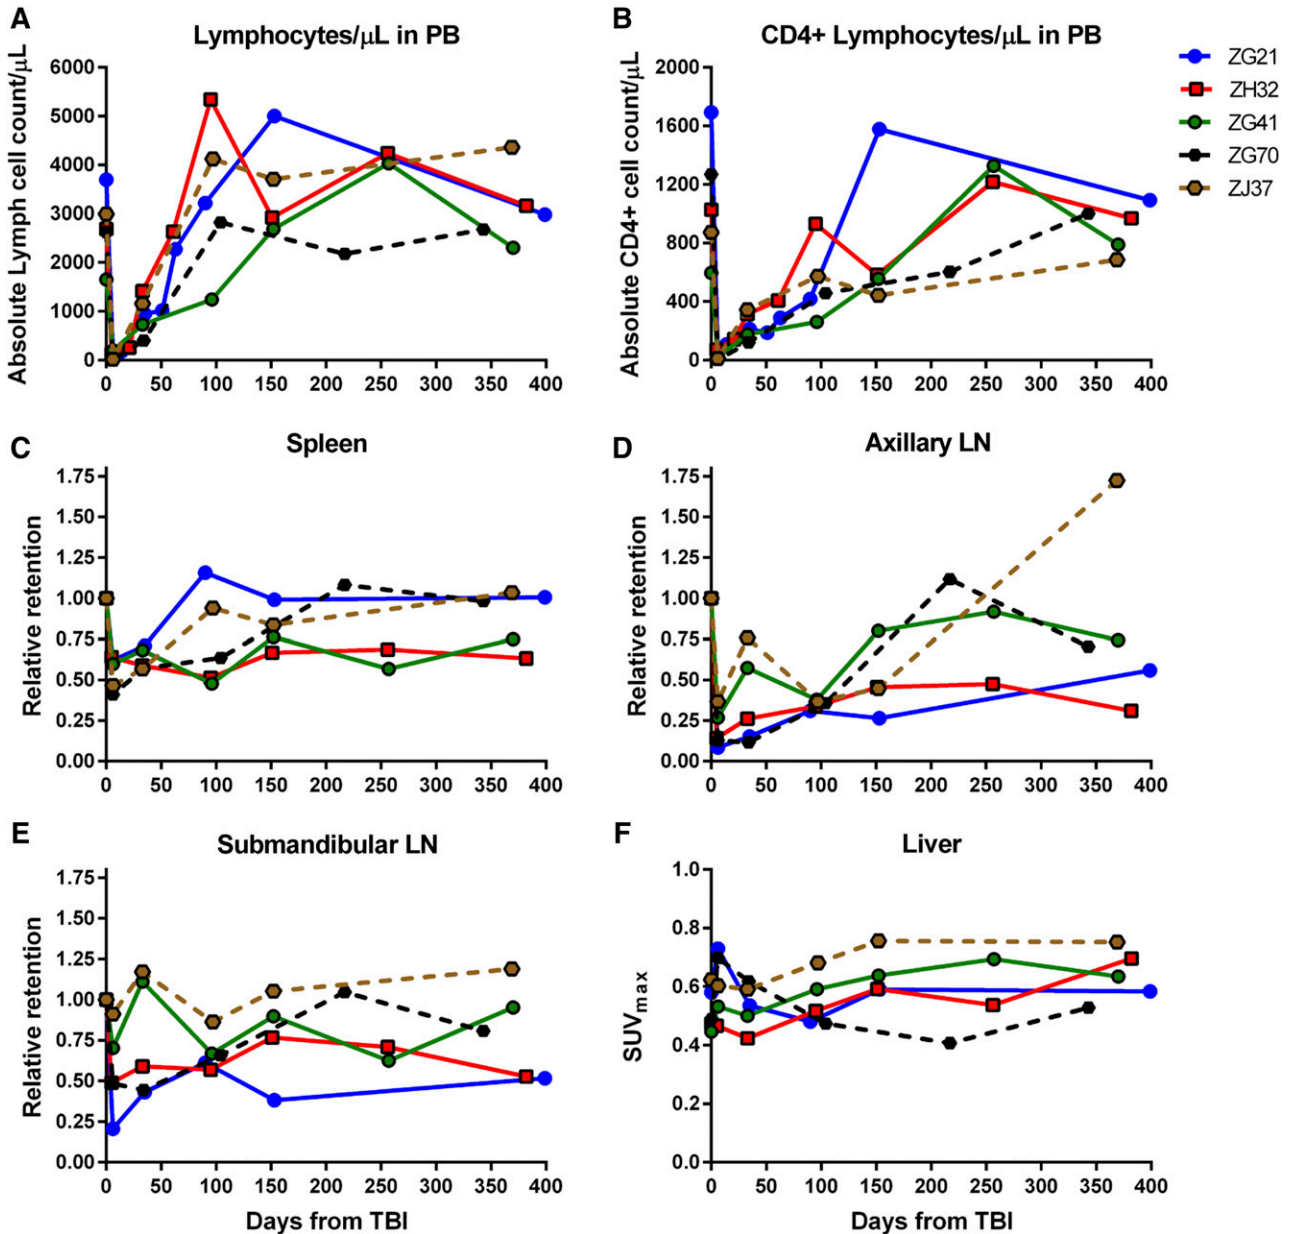 A
Lymphocytes/μL in PB
Absolute Lymph cell count/μL
6000
5000
4000
3000
2000
1000
0
0 50 100 150 200 250 300 350 400
B
CD4+ Lymphocytes/μL in PB
Absolute CD4+ cell count/μL
2000
1600
1200
800
400
0
0 50 100 150 200 250 300 350 400
ZG21
ZH32
ZG41
ZG70
ZJ37
C
Spleen
Relative retention
1.75
1.50
1.25
1.00
0.75
0.50
0.25
0.00
0 50 100 150 200 250 300 350 400
D
Axillary LN
Relative retention
1.75
1.50
1.25
1.00
0.75
0.50
0.25
0.00
0 50 100 150 200 250 300 350 400
E
Submandibular LN
Relative retention
1.75
1.50
1.25
1.00
0.75
0.50
0.25
0.00
0 50 100 150 200 250 300 350 400
Days from TBI
F
Liver
SUVmax
1.0
0.8
0.6
0.4
0.2
0.0
0 50 100 150 200 250 300 350 400
Days from TBI